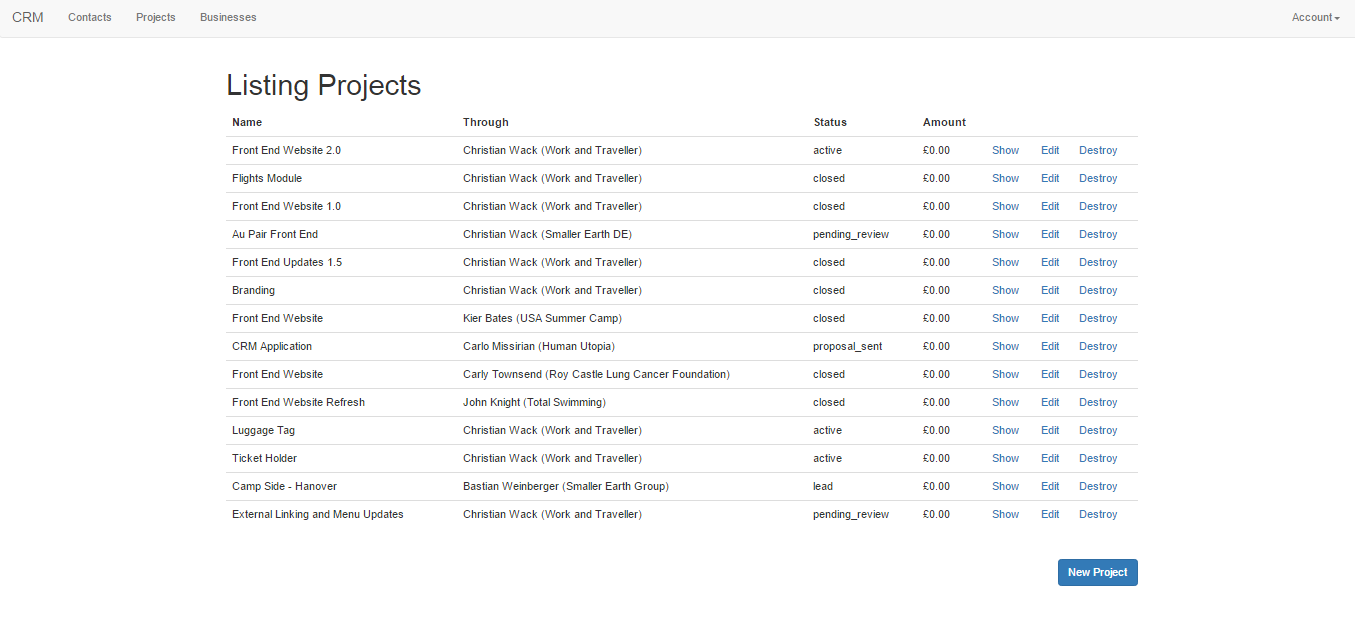 CRM Contacts Projects Businesses Account
Listing Projects
Name Through Status Amount
Front End Website 2.0 Christian Wack (Work and Traveller) active £0.00 Show Edit Destroy
Flights Module Christian Wack (Work and Traveller) closed £0.00 Show Edit Destroy
Front End Website 1.0 Christian Wack (Work and Traveller) closed £0.00 Show Edit Destroy
Au Pair Front End Christian Wack (Smaller Earth DE) pending_review £0.00 Show Edit Destroy
Front End Updates 1.5 Christian Wack (Work and Traveller) closed £0.00 Show Edit Destroy
Branding Christian Wack (Work and Traveller) closed £0.00 Show Edit Destroy
Front End Website Kier Bates (USA Summer Camp) closed £0.00 Show Edit Destroy
CRM Application Carlo Missirian (Human Utopia) proposal_sent £0.00 Show Edit Destroy
Front End Website Carly Townsend (Roy Castle Lung Cancer Foundation) closed £0.00 Show Edit Destroy
Front End Website Refresh John Knight (Total Swimming) closed £0.00 Show Edit Destroy
Luggage Tag Christian Wack (Work and Traveller) active £0.00 Show Edit Destroy
Ticket Holder Christian Wack (Work and Traveller) active £0.00 Show Edit Destroy
Camp Side - Hanover Bastian Weinberger (Smaller Earth Group) lead £0.00 Show Edit Destroy
External Linking and Menu Updates Christian Wack (Work and Traveller) pending_review £0.00 Show Edit Destroy
New Project